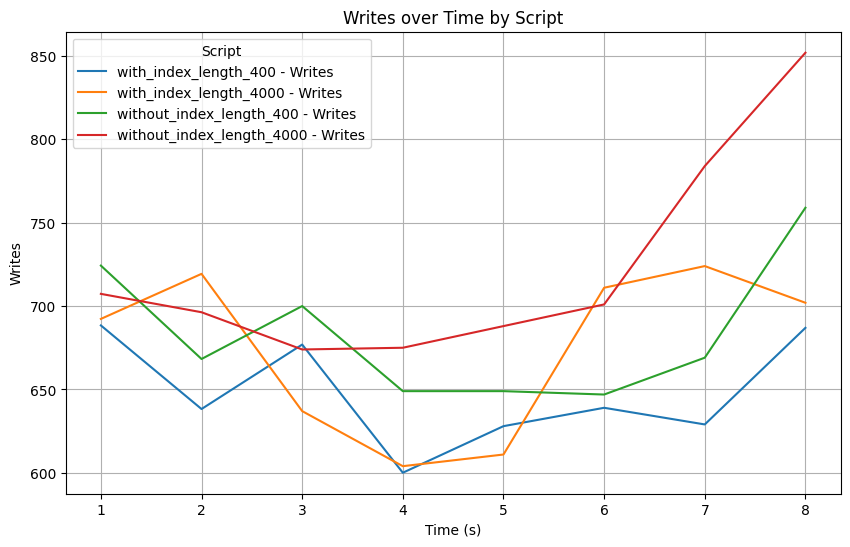 Writes over Time by Script
Script
with_index_length_400 - Writes
with_index_length_4000 - Writes
without_index_length_400 - Writes
without_index_length_4000 - Writes
850
800
750
700
650
600
Writes
1 2 3 4 5 6 7 8
Time (s)